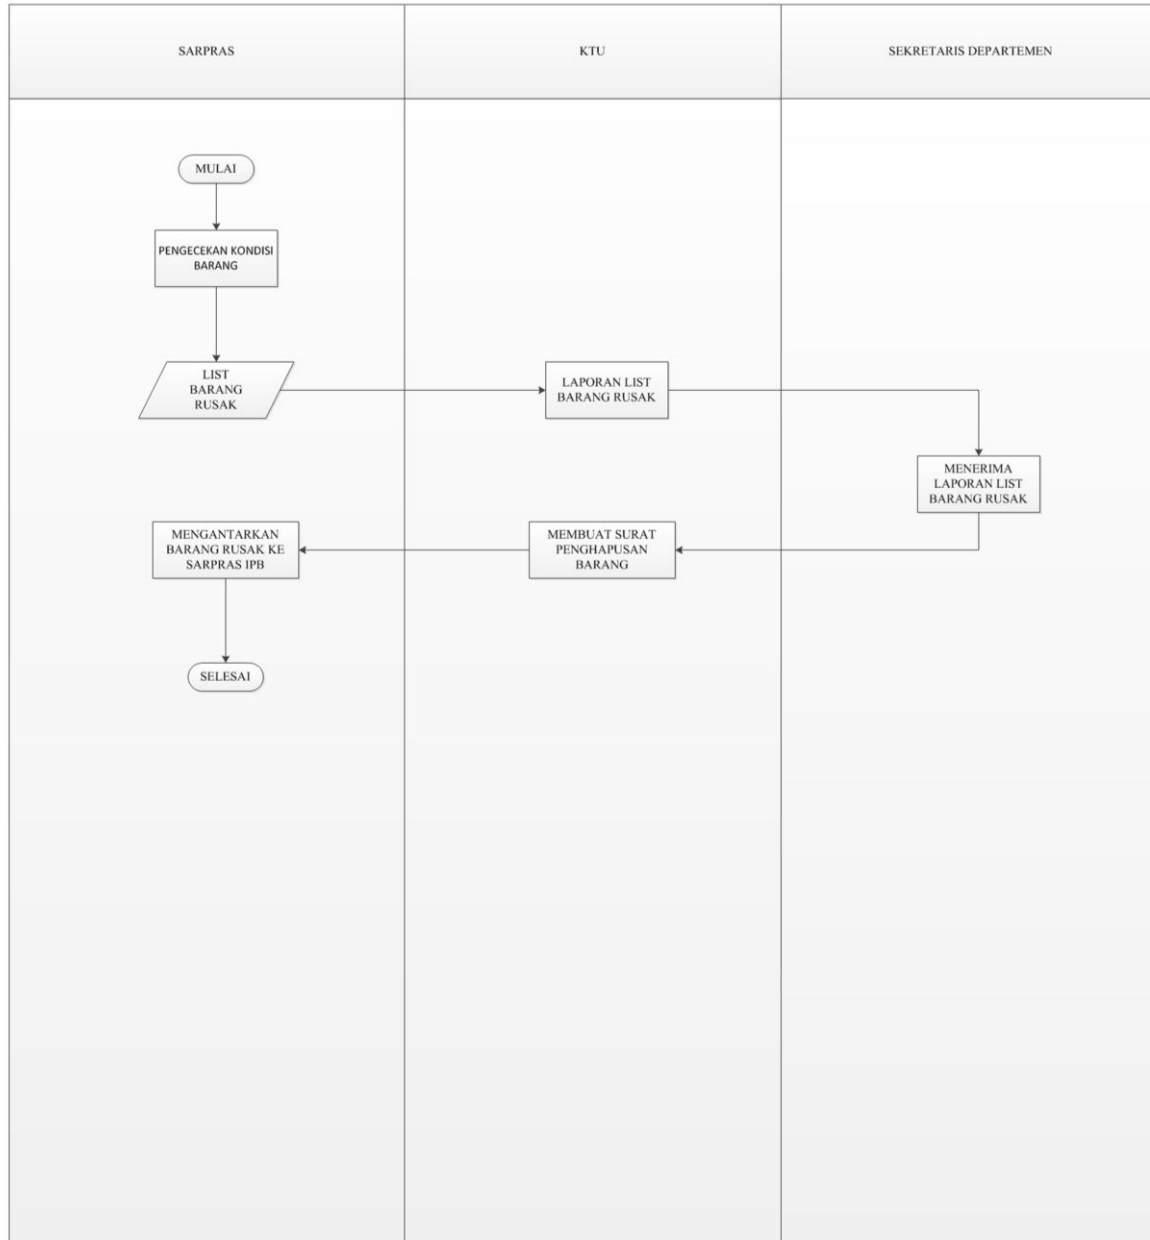 SARPRAS
KTU
SEKRETARIS DEPARTEMEN
MULAI
PENGECEKAN KONDISI
BARANG
LIST
BARANG
RUSAK
LAPORAN LIST
BARANG RUSAK
MENERIMA
LAPORAN LIST
BARANG RUSAK
MEMBUAT SURAT
PENGHAPUSAN
BARANG
MENGANTARKAN
BARANG RUSAK KE
SARPRAS IPB
SELESAI